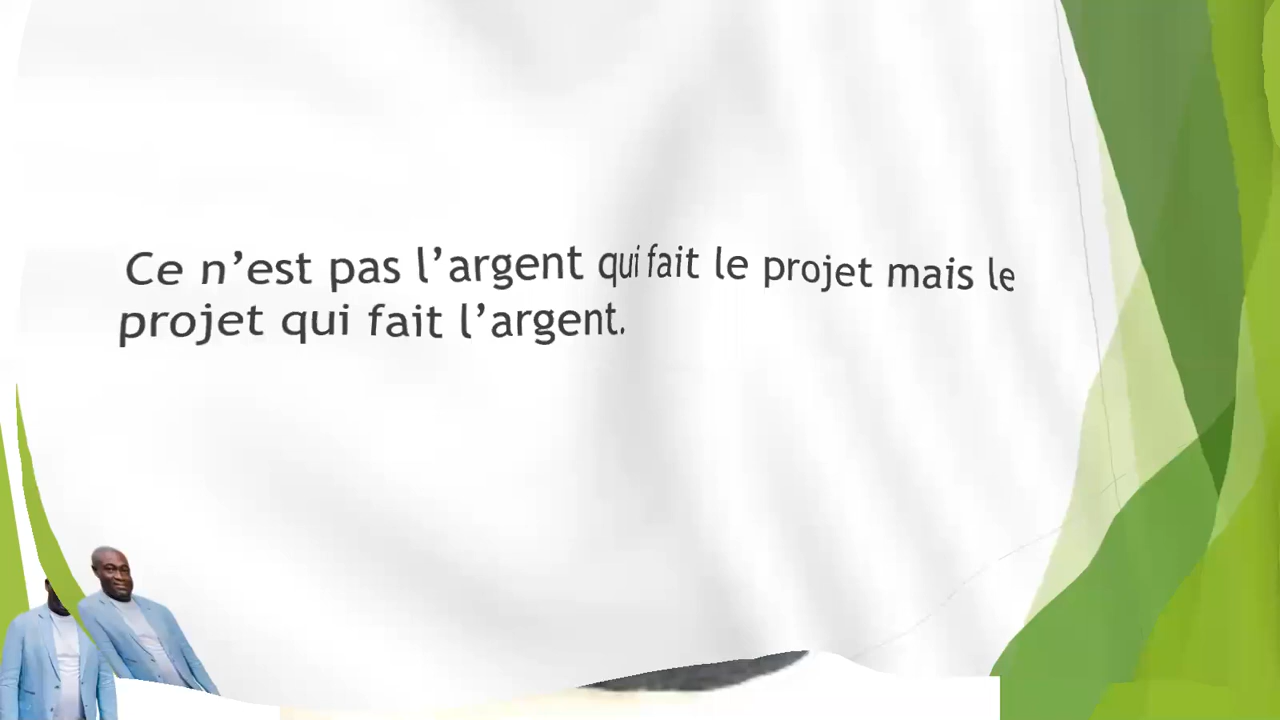 Ce n’est pas l’argent qui fait le projet mais le
projet qui fait l’argent.